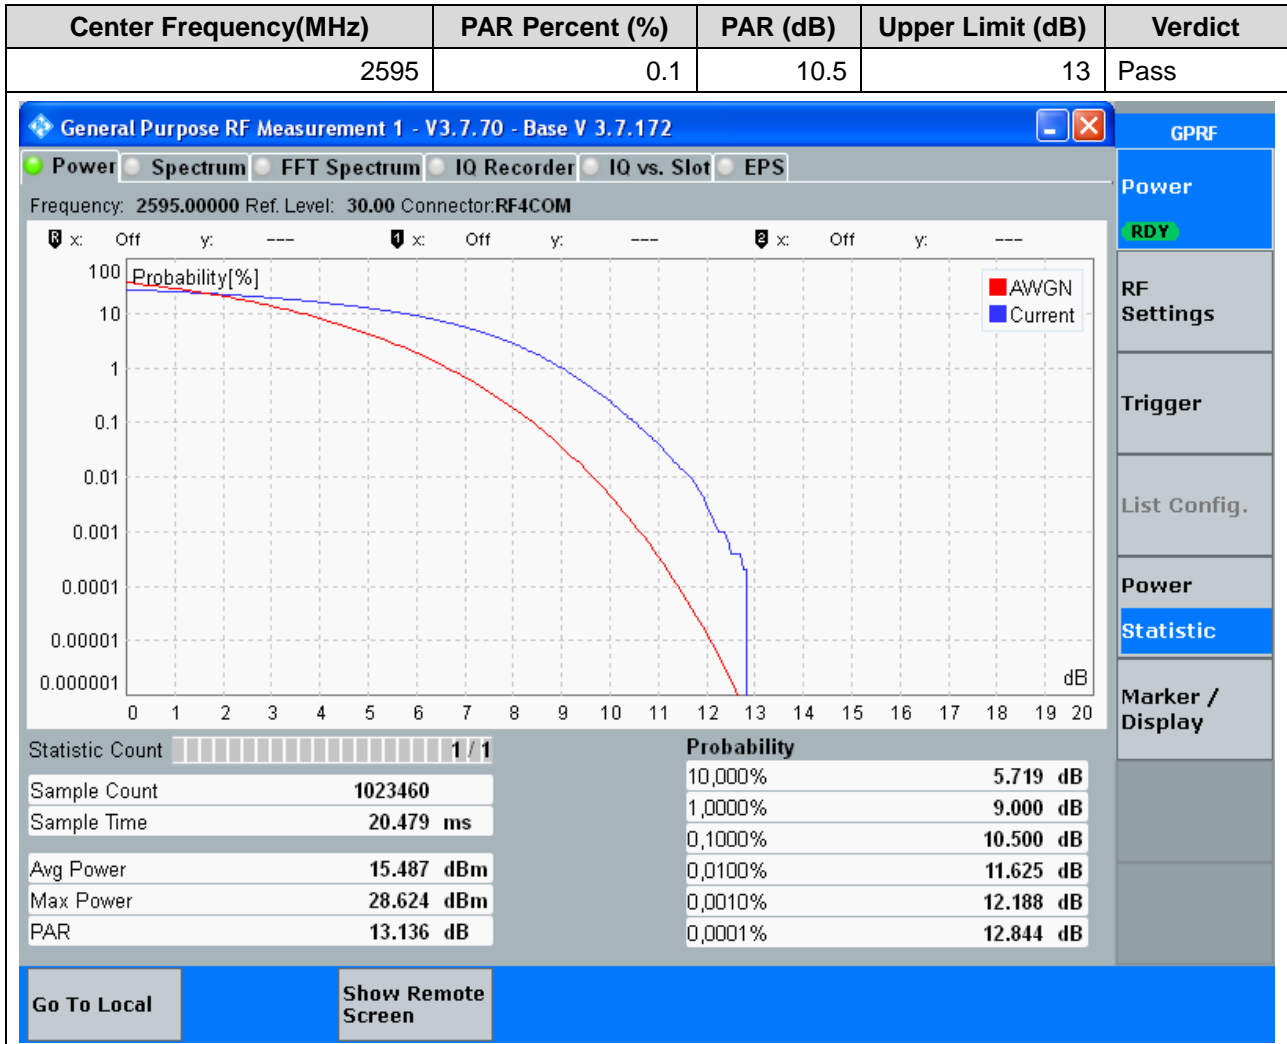 Center Frequency(MHz) PAR Percent (%) PAR (dB) Upper Limit (dB) Verdict
2595 0.1 10.5 13 Pass
General Purpose RF Measurement 1 - V3.7.70 - Base V 3.7.172
GPRF
Power Spectrum FFT Spectrum IQ Recorder IQ vs. Slot EPS
Frequency: 2595.00000 Ref. Level: 30.00 Connector:RF4COM
R x: Off y: --- 1 x: Off y: --- 2 x: Off y: ---
Probability[%]
AWGN
Current
100
10
1
0.1
0.01
0.001
0.0001
0.00001
0.000001
dB
0 1 2 3 4 5 6 7 8 9 10 11 12 13 14 15 16 17 18 19 20
Power
RDY
RF
Settings
Trigger
List Config.
Power
Statistic
Marker /
Display
Statistic Count 1 / 1
Sample Count 1023460
Sample Time 20.479 ms
Avg Power 15.487 dBm
Max Power 28.624 dBm
PAR 13.136 dB
Probability
10,000% 5.719 dB
1,0000% 9.000 dB
0,1000% 10.500 dB
0,0100% 11.625 dB
0,0010% 12.188 dB
0,0001% 12.844 dB
Go To Local
Show Remote
Screen